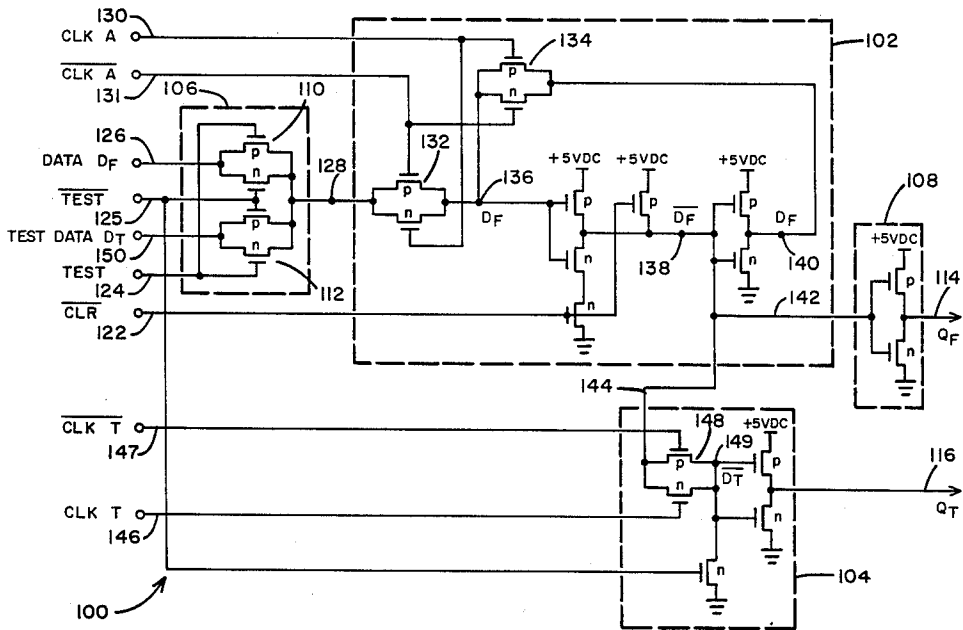 130
CLK A
134
102
CLK A
131
106
110
p
n
126
DATA DF
132
128
136
+5VDC
+5VDC
+5VDC
p
n
p
n
DF
p
p
DF
p
DF
TEST
125
TEST DATA DT
150
p
n
n
138
n
140
108
+5VDC
p
114
TEST
124
112
CLR
122
n
142
n
QF
144
CLK T
147
148
149
+5VDC
p
p
116
n
DT
QT
CLK T
146
n
n
104
100